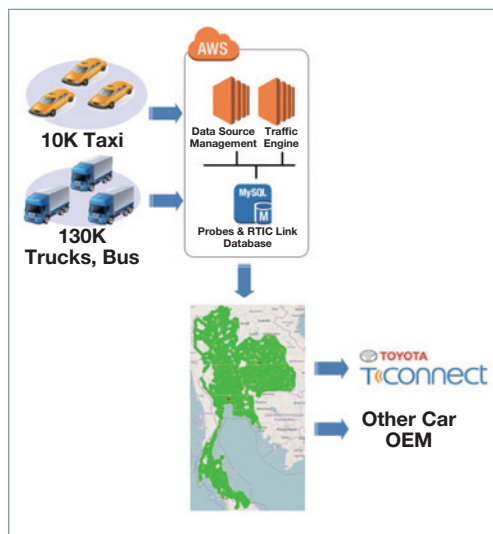 AWS
10K Taxi
130K
Trucks, Bus
Data Source
Management
Traffic
Engine
MySQL
M
Probes & RTIC Link
Database
TOYOTA
T-CONNECT
Other Car
OEM